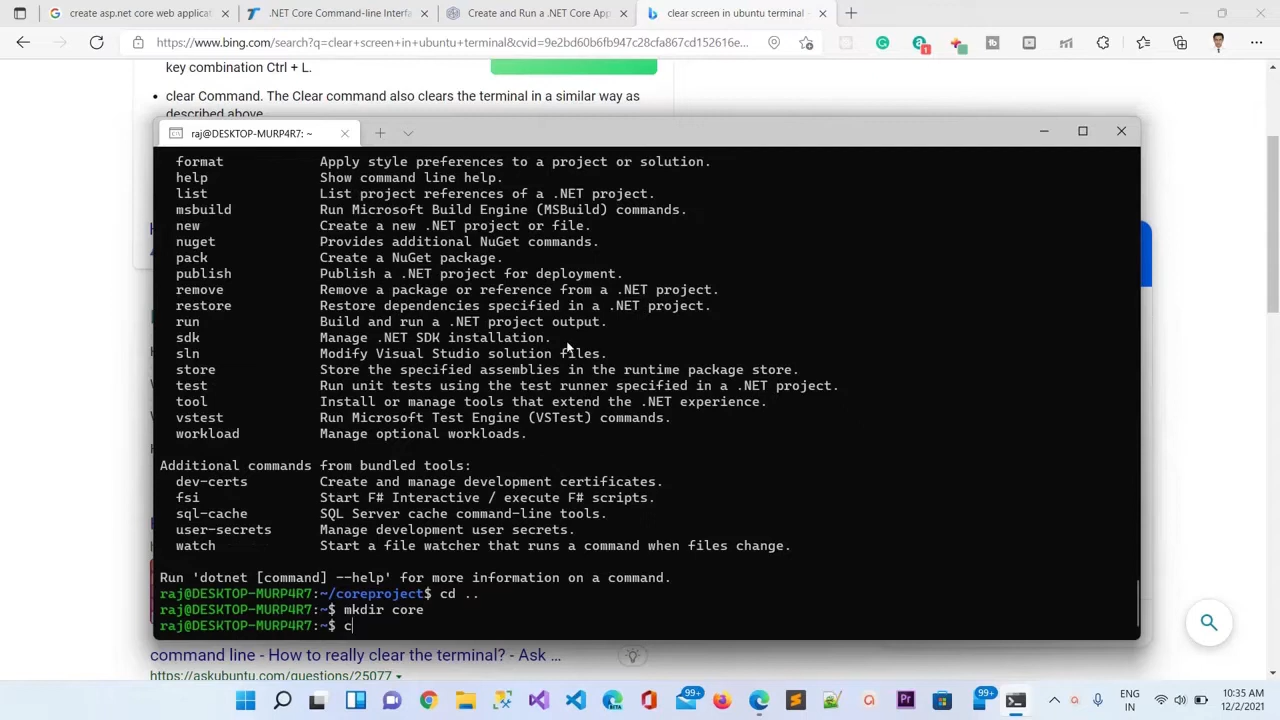 create asp.net core web applicat
.NET Core Command-line Interfa
Create and Run a .NET Core App
clear screen in ubuntu terminal -
https://www.bing.com/search?q=clear+screen+in+ubuntu+terminal&cvid=9e2bd60b6fb947c28cfa867cd152616e...
key combination Ctrl + L.
• clear Command. The Clear command also clears the terminal in a similar way as
described above
raj@DESKTOP-MURP4R7: ~
format Apply style preferences to a project or solution.
help Show command line help.
list List project references of a .NET project.
msbuild Run Microsoft Build Engine (MSBuild) commands.
new Create a new .NET project or file.
nuget Provides additional NuGet commands.
pack Create a NuGet package.
publish Publish a .NET project for deployment.
remove Remove a package or reference from a .NET project.
restore Restore dependencies specified in a .NET project.
run Build and run a .NET project output.
sdk Manage .NET SDK installation.
sln Modify Visual Studio solution files.
store Store the specified assemblies in the runtime package store.
test Run unit tests using the test runner specified in a .NET project.
tool Install or manage tools that extend the .NET experience.
vstest Run Microsoft Test Engine (VSTest) commands.
workload Manage optional workloads.
Additional commands from bundled tools:
dev-certs Create and manage development certificates.
fsi Start F# Interactive / execute F# scripts.
sql-cache SQL Server cache command-line tools.
user-secrets Manage development user secrets.
watch Start a file watcher that runs a command when files change.
Run 'dotnet [command] --help' for more information on a command.
raj@DESKTOP-MURP4R7:~/coreproject$ cd ..
raj@DESKTOP-MURP4R7:~$ mkdir core
raj@DESKTOP-MURP4R7:~$ c
command line - How to really clear the terminal? - Ask ...
https://askubuntu.com/questions/25077
99+
99+
ENG
IN
10:35 AM
12/2/2021